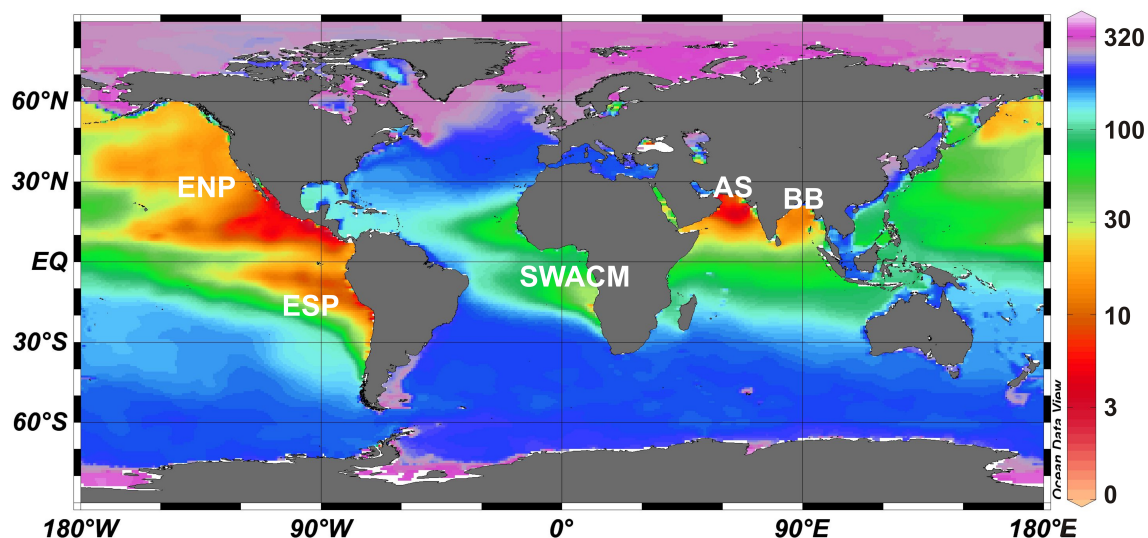 320
60°N
100
30°N
ENP
AS
BB
30
EQ
SWACM
ESP
10
30°S
3
60°S
Ocean Data View
0
180°W
90°W
0°
90°E
180°E